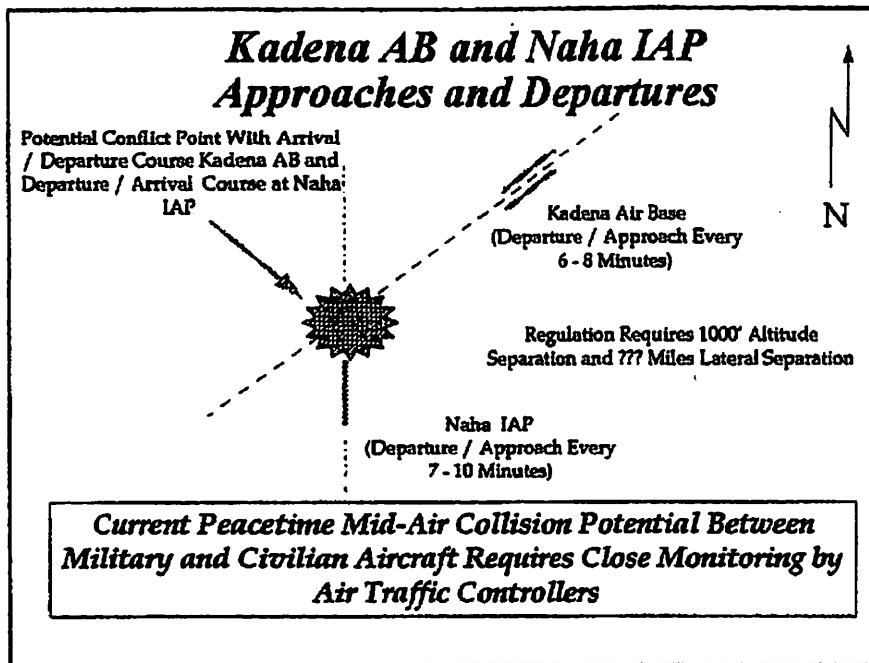 Kadena AB and Naha IAP
Approaches and Departures
Potential Conflict Point With Arrival
/ Departure Course Kadena AB and
Departure / Arrival Course at Naha
IAP
N
Kadena Air Base
(Departure / Approach Every
6 - 8 Minutes)
N
Regulation Requires 1000' Altitude
Separation and ??? Miles Lateral Separation
Naha IAP
(Departure / Approach Every
7 - 10 Minutes)
Current Peacetime Mid-Air Collision Potential Between
Military and Civilian Aircraft Requires Close Monitoring by
Air Traffic Controllers